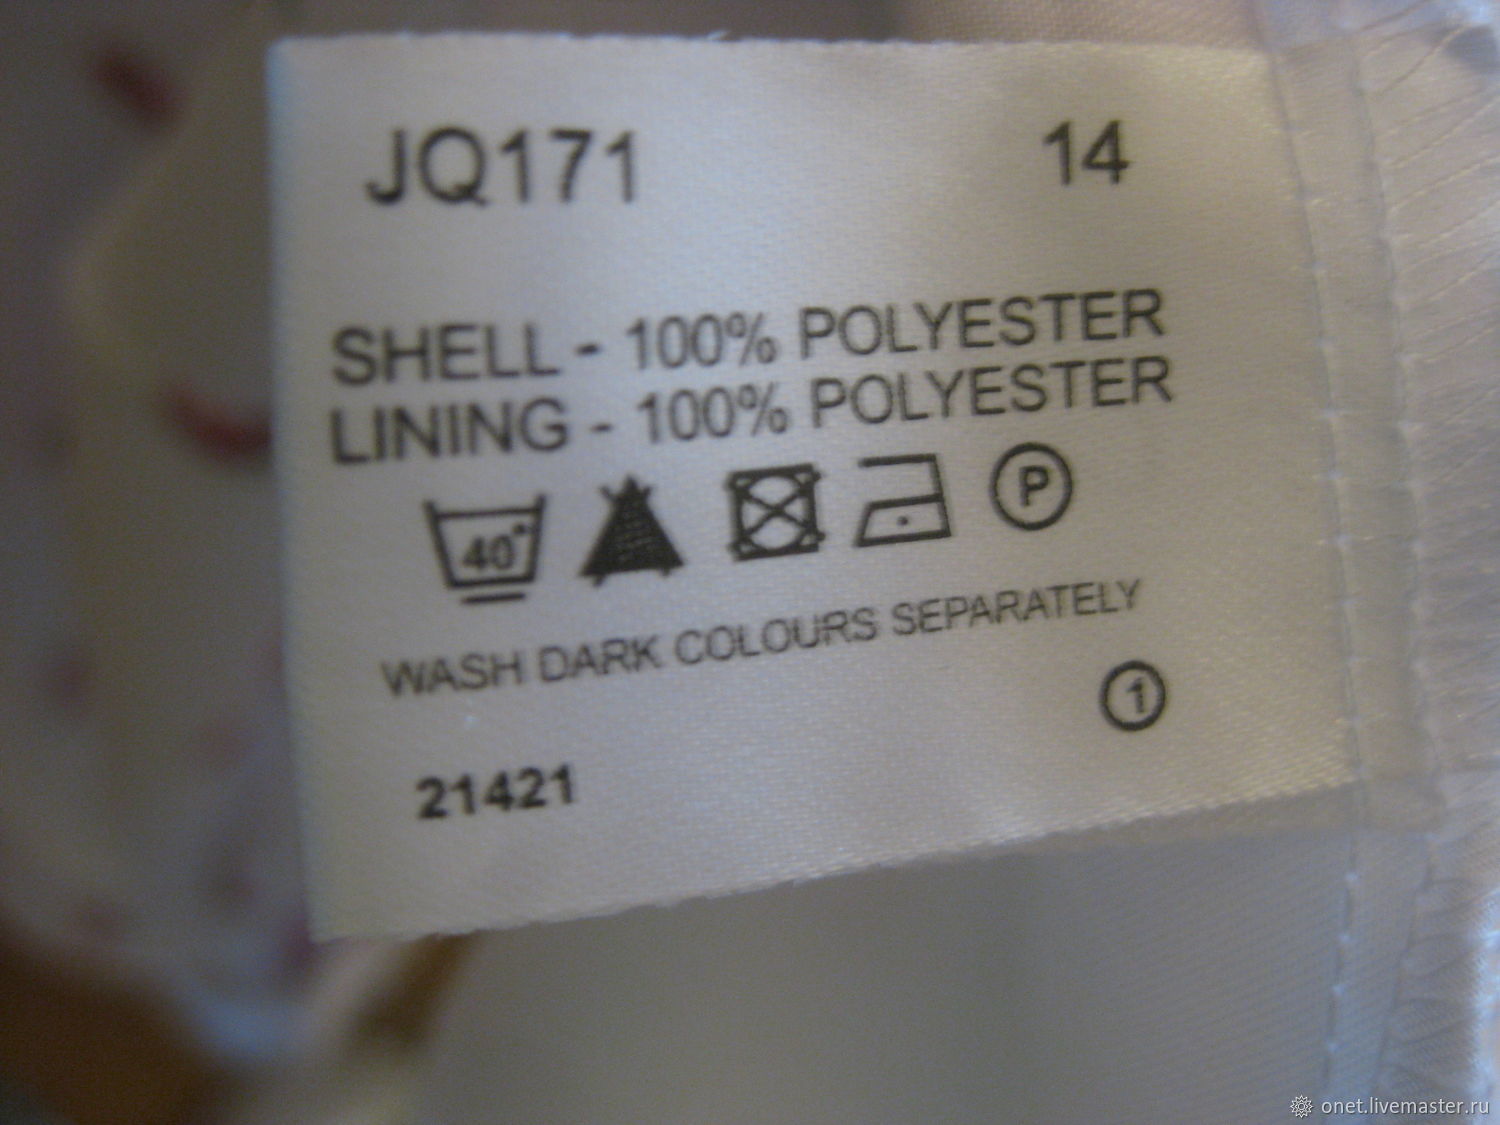 JQ171 14
SHELL - 100% POLYESTER
LINING - 100% POLYESTER
40° P
WASH DARK COLOURS SEPARATELY
1
21421
onet.livemaster.ru